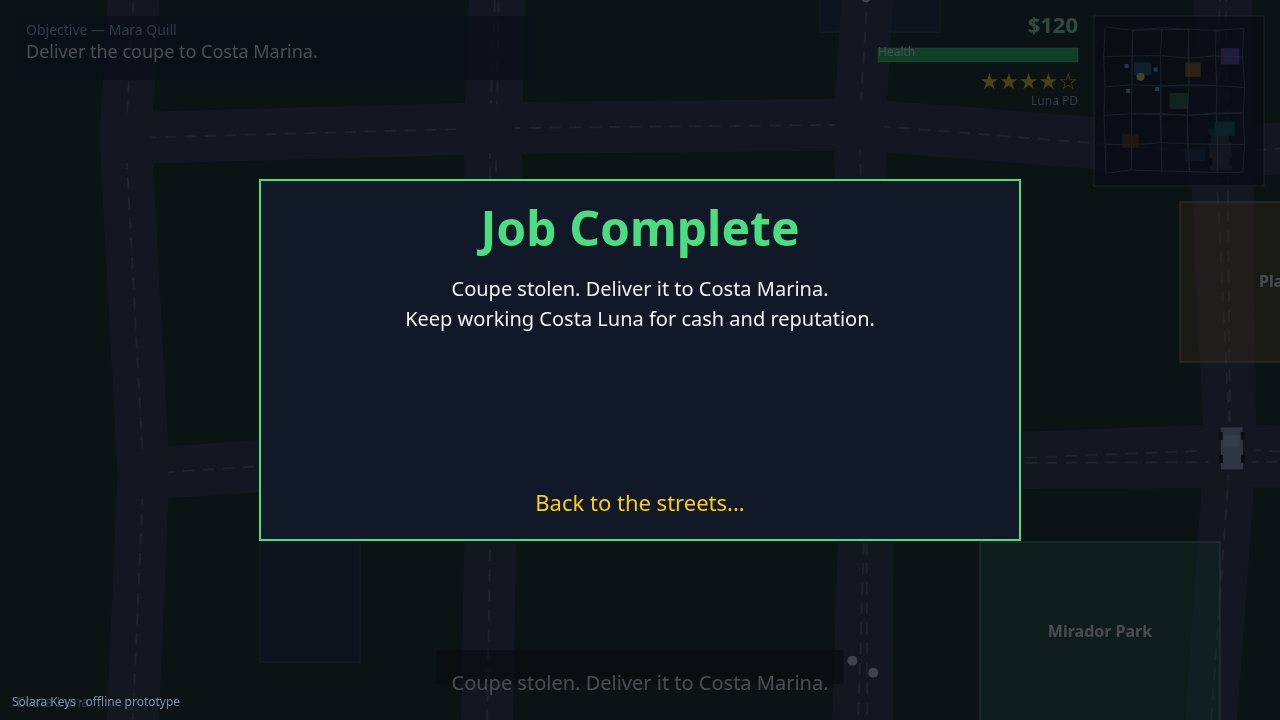 Objective — Mara Quill
Deliver the coupe to Costa Marina.
$120
Health
★★★★☆
Luna PD
Job Complete
Coupe stolen. Deliver it to Costa Marina.
Keep working Costa Luna for cash and reputation.
Back to the streets...
Pla
Mirador Park
Coupe stolen. Deliver it to Costa Marina.
Solara Keys · offline prototype